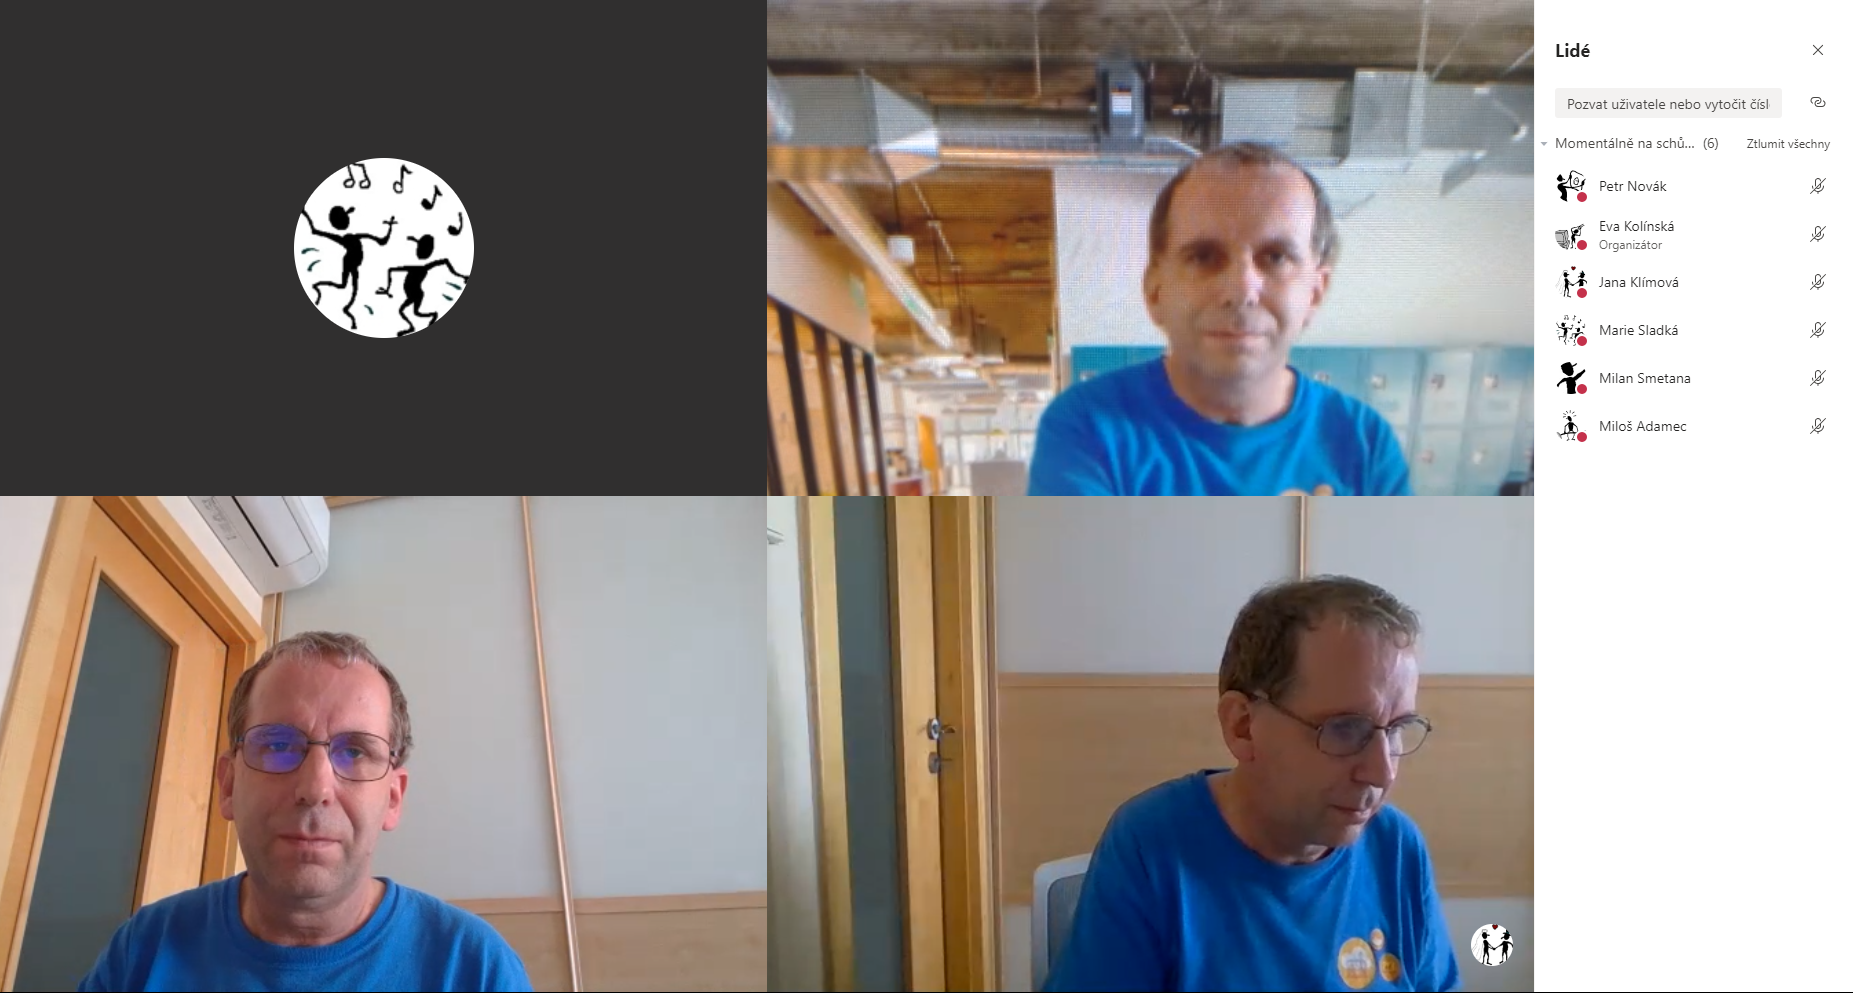 Lidé
Pozvat uživatele nebo vytočit čísl
Momentálně na schů... (6) Ztlumit všechny
Petr Novák
Eva Kolínská
Organizátor
Jana Klímová
Marie Sladká
Milan Smetana
Miloš Adamec